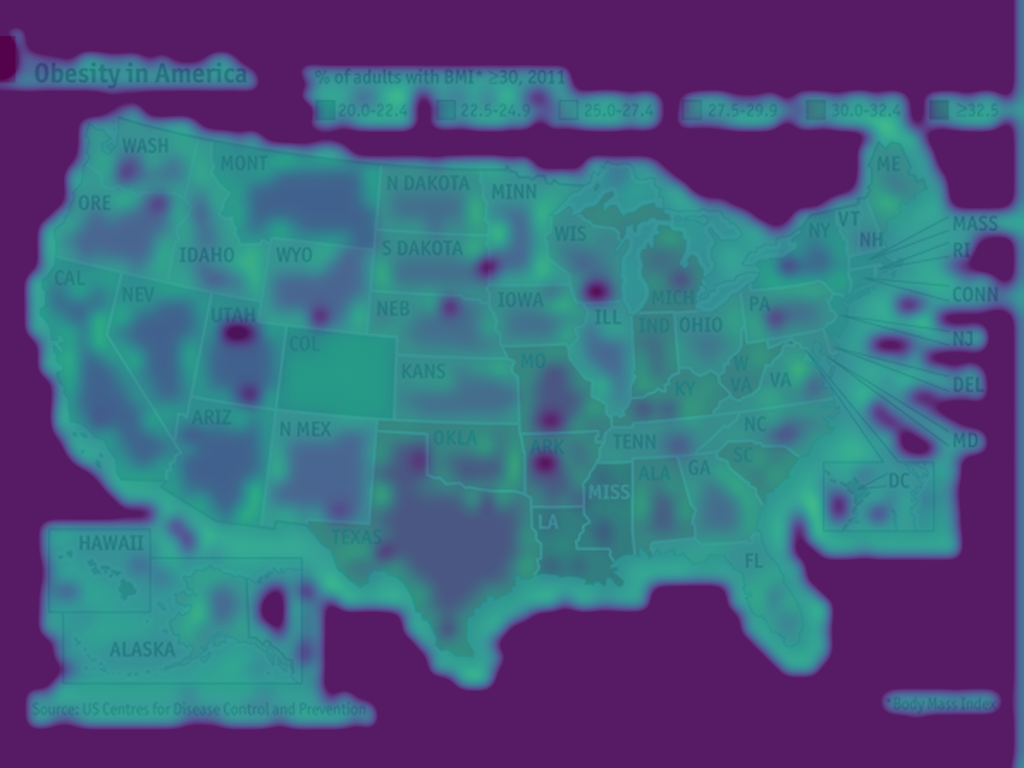 Obesity in America
% of adults with BMI* ≥30, 2011
20.0-22.4 22.5-24.9 25.0-27.4 27.5-29.9 30.0-32.4 ≥32.5
WASH
MONT
N DAKOTA
MINN
ME
ORE
IDAHO
WYO
S DAKOTA
WIS
NY
VT
NH
MASS
RI
CAL
NEV
UTAH
NEB
IOWA
MICH
PA
CONN
COL
ILL
IND
OHIO
NJ
KANS
MO
KY
W
VA
VA
DEL
ARIZ
N MEX
OKLA
ARK
TENN
NC
MD
SC
MISS
ALA
GA
DC
TEXAS
LA
FL
HAWAII
ALASKA
Source: US Centres for Disease Control and Prevention
*Body Mass Index